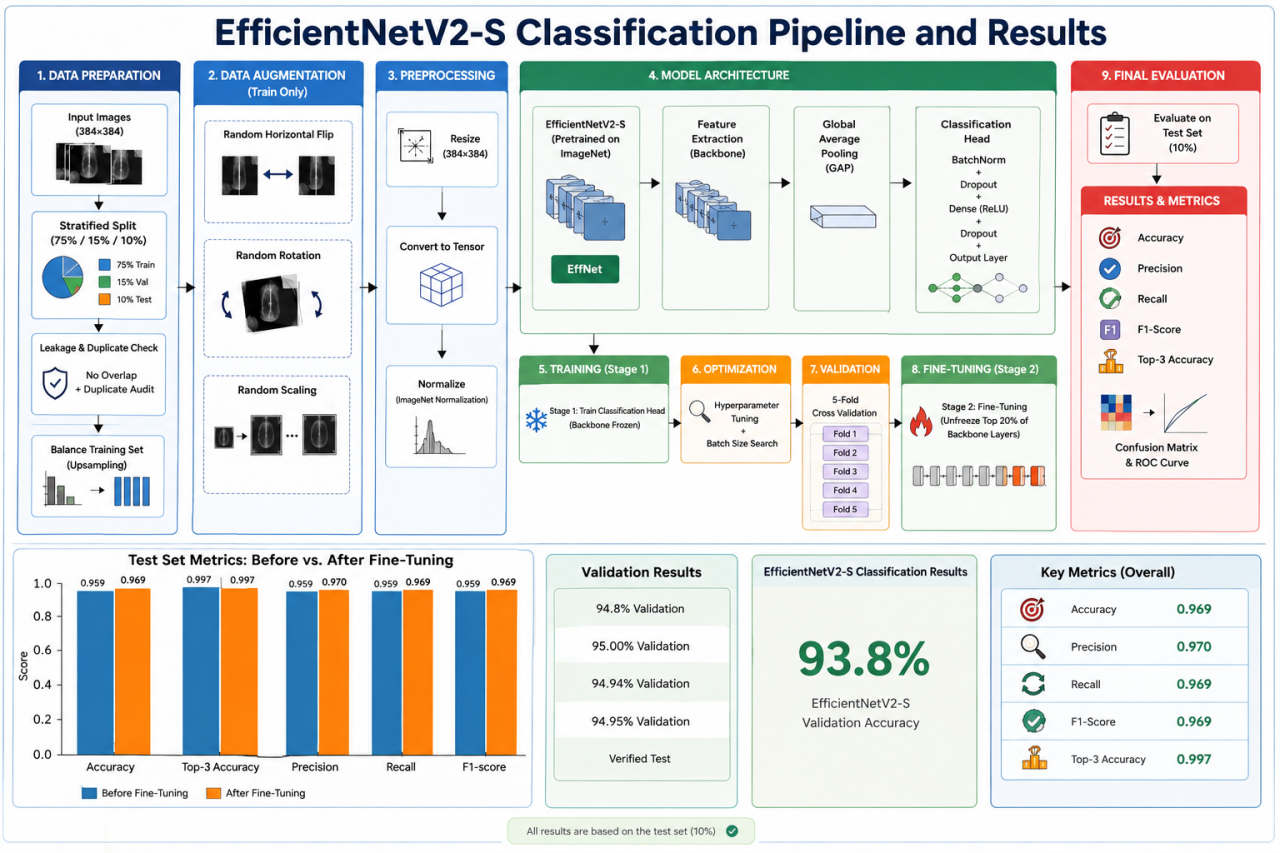 EfficientNetV2-S Classification Pipeline and Results
1. DATA PREPARATION
Input Images
(384×384)
Stratified Split
(75% / 15% / 10%)
75% Train
15% Val
10% Test
Leakage & Duplicate Check
No Overlap
+ Duplicate Audit
Balance Training Set
(Upsampling)
2. DATA AUGMENTATION
(Train Only)
Random Horizontal Flip
Random Rotation
Random Scaling
3. PREPROCESSING
Resize
(384×384)
Convert to Tensor
Normalize
(ImageNet Normalization)
4. MODEL ARCHITECTURE
EfficientNetV2-S
(Pretrained on
ImageNet)
EffNet
Feature
Extraction
(Backbone)
Global
Average
Pooling
(GAP)
Classification
Head
BatchNorm
+
Dropout
+
Dense (ReLU)
+
Dropout
+
Output Layer
5. TRAINING (Stage 1)
Stage 1: Train Classification Head
(Backbone Frozen)
6. OPTIMIZATION
Hyperparameter
Tuning
+
Batch Size Search
7. VALIDATION
5-Fold
Cross Validation
Fold 1
Fold 2
Fold 3
Fold 4
Fold 5
8. FINE-TUNING (Stage 2)
Stage 2: Fine-Tuning
(Unfreeze Top 20% of
Backbone Layers)
9. FINAL EVALUATION
Evaluate on
Test Set
(10%)
RESULTS & METRICS
Accuracy
Precision
Recall
F1
F1-Score
Top-3 Accuracy
Confusion Matrix
& ROC Curve
Test Set Metrics: Before vs. After Fine-Tuning
Score
1.0
0.8
0.6
0.4
0.2
0.0
0.959 0.969
0.997 0.997
0.959 0.970
0.959 0.969
0.959 0.969
Accuracy
Top-3 Accuracy
Precision
Recall
F1-score
Before Fine-Tuning
After Fine-Tuning
Validation Results
94.8% Validation
95.00% Validation
94.94% Validation
94.95% Validation
Verified Test
EfficientNetV2-S Classification Results
93.8%
EfficientNetV2-S
Validation Accuracy
Key Metrics (Overall)
Accuracy 0.969
Precision 0.970
Recall 0.969
F1-Score 0.969
Top-3 Accuracy 0.997
All results are based on the test set (10%)